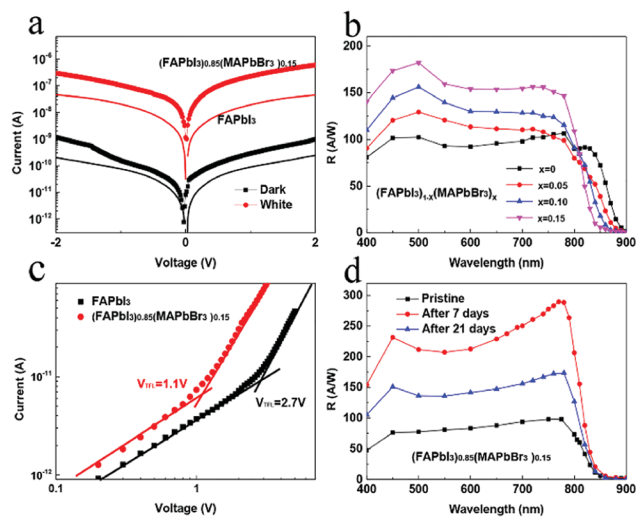 a
10^-6
10^-7
10^-8
10^-9
10^-10
10^-11
10^-12
Current (A)
(FAPbI3)0.85(MAPbBr3 )0.15
FAPbI3
Dark
White
-2
-1
0
1
2
Voltage (V)
b
200
150
100
50
0
R (A/W)
(FAPbI3)1-X(MAPbBr3)x
x=0
x=0.05
x=0.10
x=0.15
400
500
600
700
800
900
Wavelength (nm)
c
10^-11
10^-12
Current (A)
FAPbI3
(FAPbI3)0.85(MAPbBr3 )0.15
VTFL=1.1V
VTFL=2.7V
0.1
1
Voltage (V)
d
300
250
200
150
100
50
0
R (A/W)
Pristine
After 7 days
After 21 days
(FAPbI3)0.85(MAPbBr3 )0.15
400
500
600
700
800
900
Wavelength (nm)